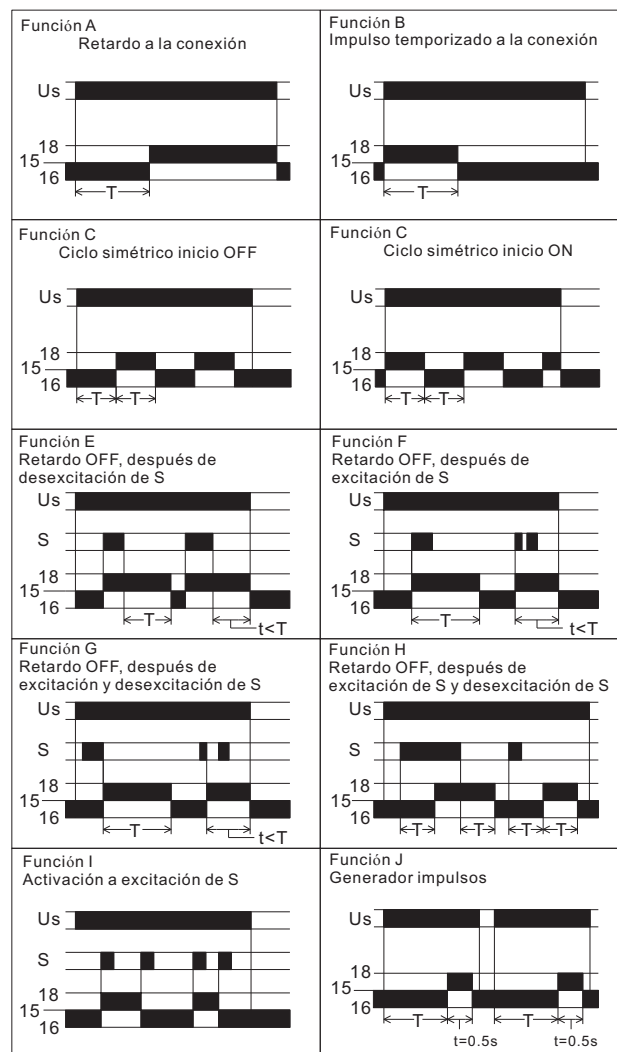 Función A
Retardo a la conexión
Us
18
15
16
T
Función B
Impulso temporizado a la conexión
Us
18
15
16
T
Función C
Ciclo simétrico inicio OFF
Us
18
15
16
T T
Función C
Ciclo simétrico inicio ON
Us
18
15
16
T T
Función E
Retardo OFF, después de
desexcitación de S
Us
S
18
15
16
T
t<T
Función F
Retardo OFF, después de
excitación de S
Us
S
18
15
16
T
t<T
Función G
Retardo OFF, después de
excitación y desexcitación de S
Us
S
18
15
16
T
t<T
Función H
Retardo OFF, después de
excitación de S y desexcitación de S
Us
S
18
15
16
T T T T
Función I
Activación a excitación de S
Us
S
18
15
16
Función J
Generador impulsos
Us
18
15
16
T T
t=0.5s t=0.5s